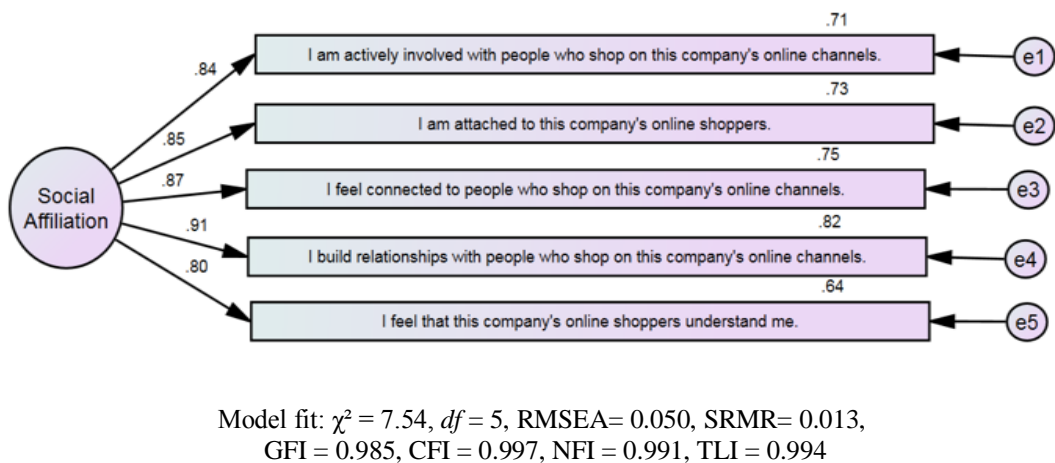 .71
I am actively involved with people who shop on this company's online channels.
e1
.84
.73
I am attached to this company's online shoppers.
e2
.85
.75
Social
Affiliation
.87
I feel connected to people who shop on this company's online channels.
e3
.82
.91
I build relationships with people who shop on this company's online channels.
e4
.80
.64
I feel that this company's online shoppers understand me.
e5
Model fit: χ² = 7.54, df = 5, RMSEA= 0.050, SRMR= 0.013,
GFI = 0.985, CFI = 0.997, NFI = 0.991, TLI = 0.994